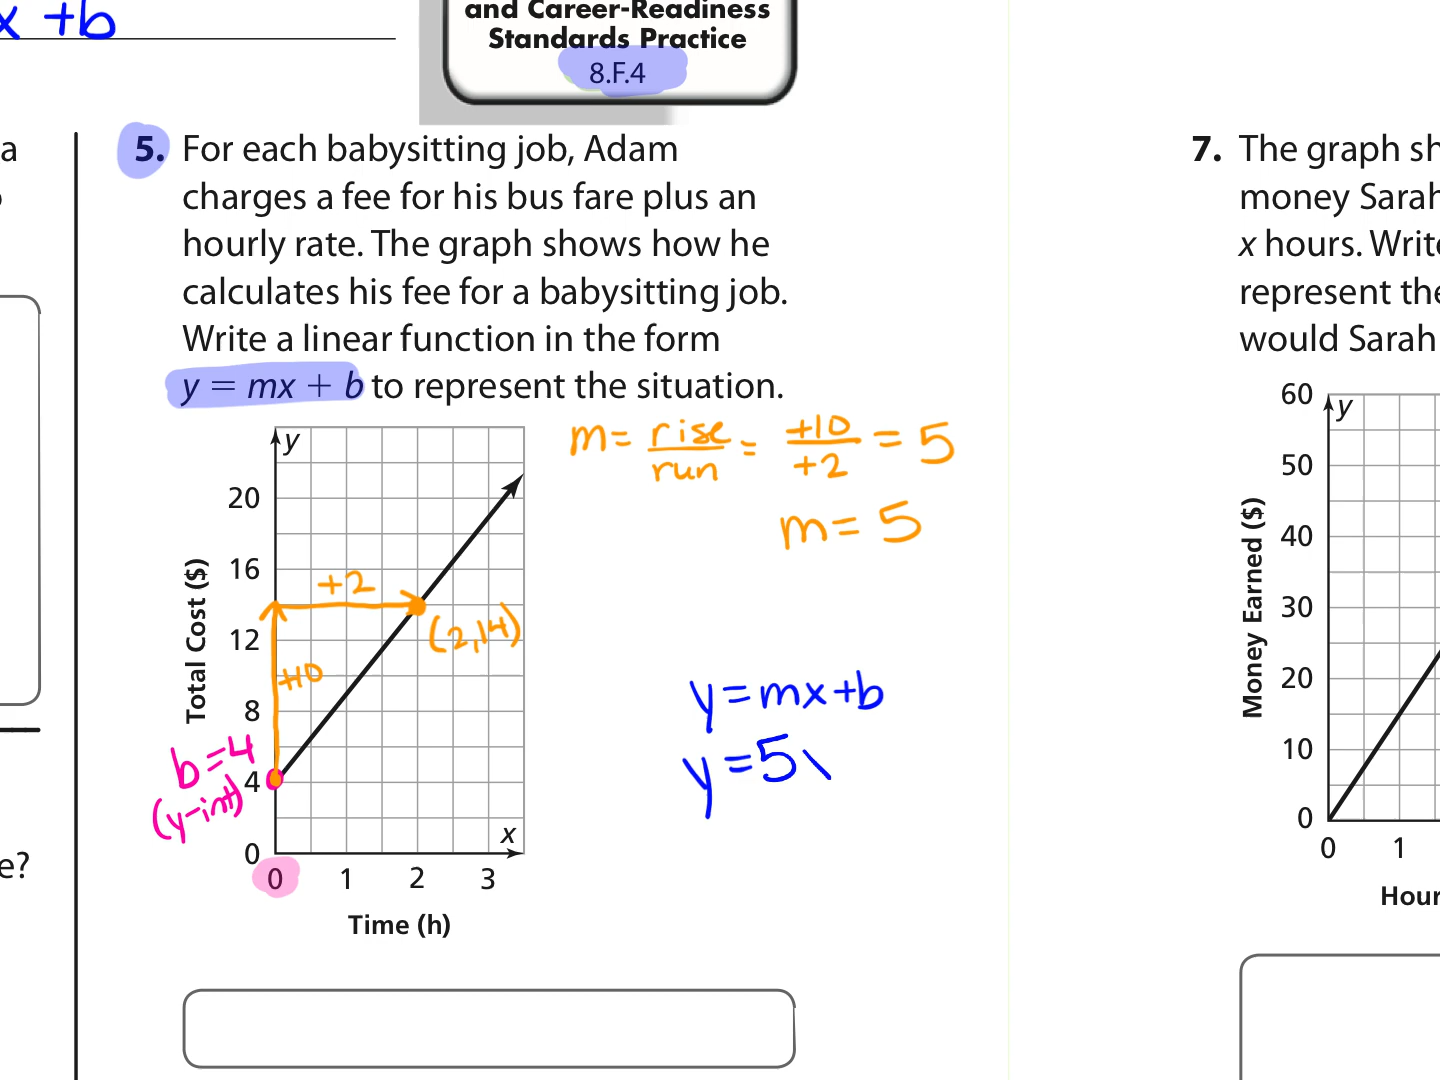 x +b
and Career-Readiness
Standards Practice
8.F.4
a
e?
5. For each babysitting job, Adam
charges a fee for his bus fare plus an
hourly rate. The graph shows how he
calculates his fee for a babysitting job.
Write a linear function in the form
y = mx + b to represent the situation.
m= rise/run = +10/+2 = 5
m= 5
y
20
16
12
8
4
0
Total Cost ($)
+2
(2,14)
+10
b=4
(y-int)
x
0 1 2 3
Time (h)
y=mx+b
y=5
7. The graph sh
money Sarah
x hours. Write
represent the
would Sarah
y
60
50
40
30
20
10
0
Money Earned ($)
0 1
Hour